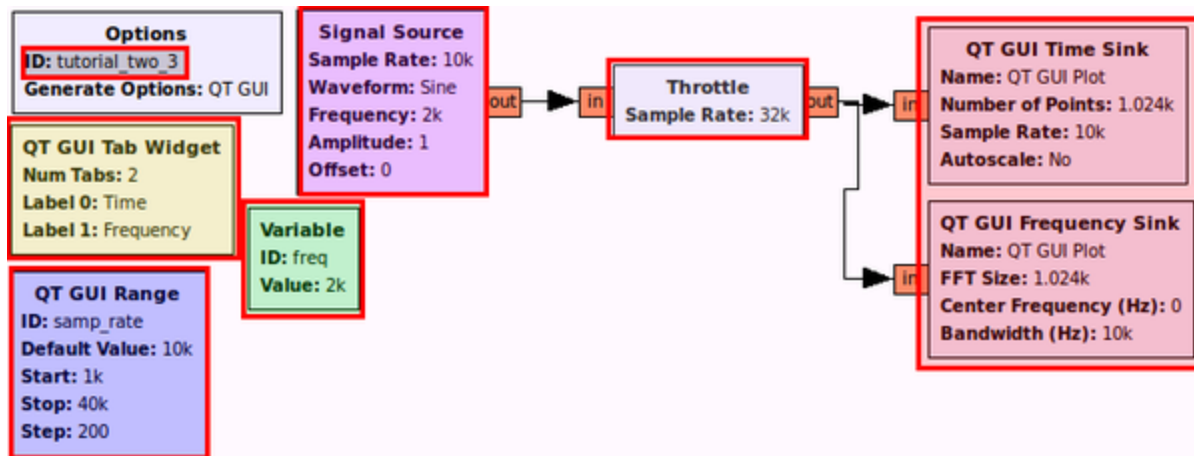 Options
ID: tutorial_two_3
Generate Options: QT GUI
QT GUI Tab Widget
Num Tabs: 2
Label 0: Time
Label 1: Frequency
QT GUI Range
ID: samp_rate
Default Value: 10k
Start: 1k
Stop: 40k
Step: 200
Variable
ID: freq
Value: 2k
Signal Source
Sample Rate: 10k
Waveform: Sine
Frequency: 2k
Amplitude: 1
Offset: 0
out
in
Throttle
Sample Rate: 32k
out
in
QT GUI Time Sink
Name: QT GUI Plot
Number of Points: 1.024k
Sample Rate: 10k
Autoscale: No
in
QT GUI Frequency Sink
Name: QT GUI Plot
FFT Size: 1.024k
Center Frequency (Hz): 0
Bandwidth (Hz): 10k